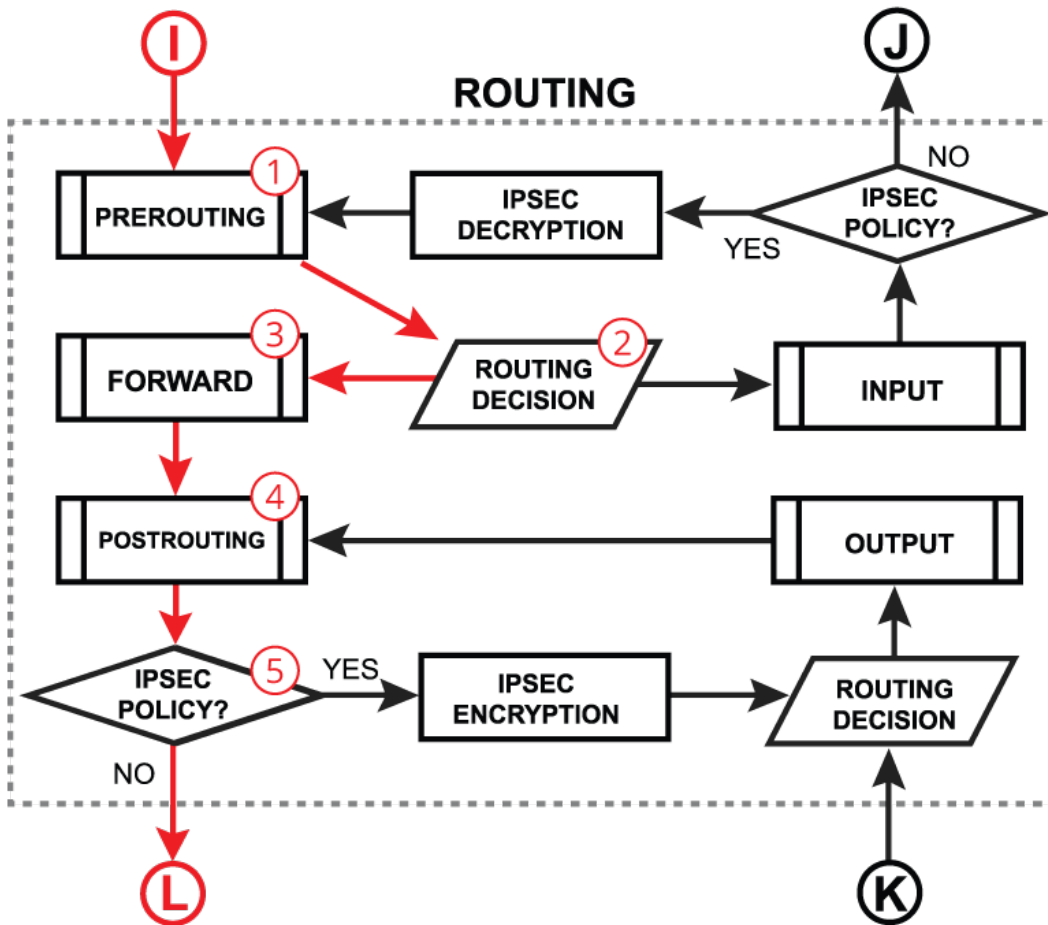 I
J
ROUTING
1
NO
PREROUTING
IPSEC
DECRYPTION
IPSEC
POLICY?
YES
3
2
FORWARD
ROUTING
DECISION
INPUT
4
POSTROUTING
OUTPUT
5
IPSEC
POLICY?
YES
IPSEC
ENCRYPTION
ROUTING
DECISION
NO
L
K